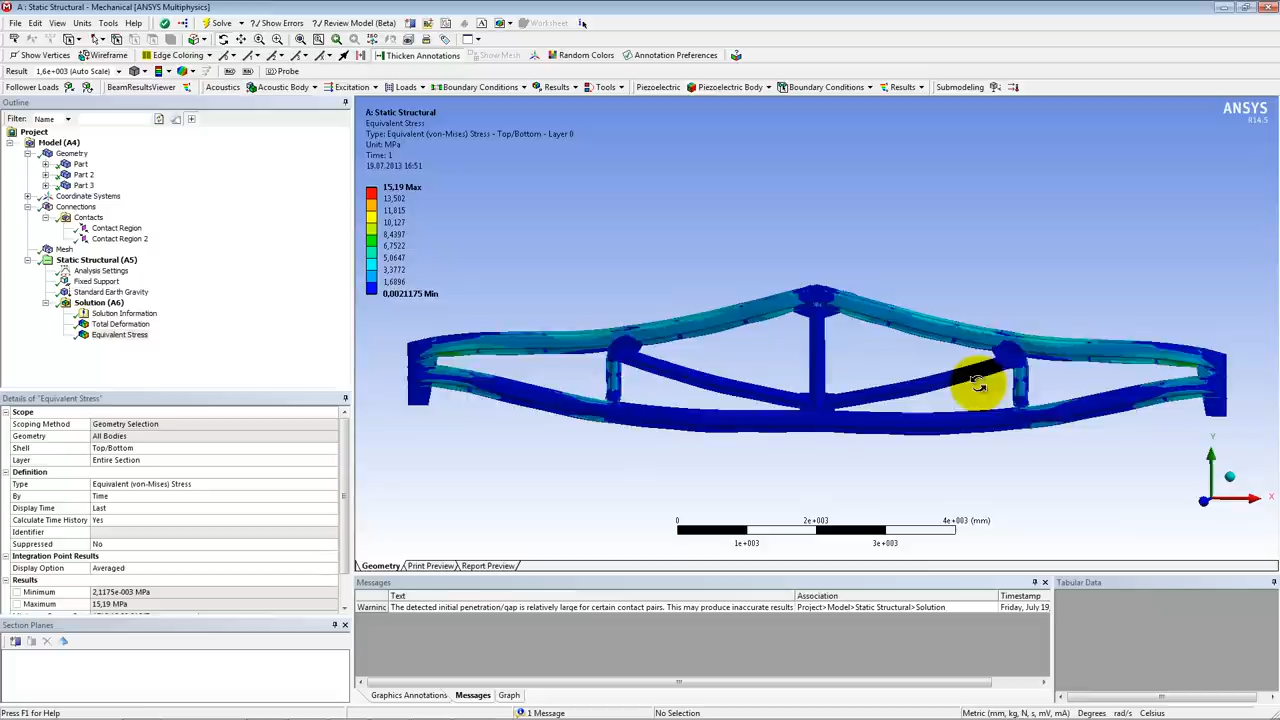 A : Static Structural - Mechanical [ANSYS Multiphysics]
File Edit View Units Tools Help Solve ?/Show Errors ?/Review Model (Beta) A Worksheet i
Show Vertices Wireframe Edge Coloring Thicken Annotations Show Mesh Random Colors Annotation Preferences
Result 1,6e+003 (Auto Scale) Probe
Follower Loads BeamResultsViewer Acoustics Acoustic Body Excitation Loads Boundary Conditions Results Tools Piezoelectric Piezoelectric Body Boundary Conditions Results Submodeling
Outline
Filter: Name
Project
Model (A4)
Geometry
Part
Part 2
Part 3
Coordinate Systems
Connections
Contacts
Contact Region
Contact Region 2
Mesh
Static Structural (A5)
Analysis Settings
Fixed Support
Standard Earth Gravity
Solution (A6)
Solution Information
Total Deformation
Equivalent Stress
Details of "Equivalent Stress"
Scope
Scoping Method Geometry Selection
Geometry All Bodies
Shell Top/Bottom
Layer Entire Section
Definition
Type Equivalent (von-Mises) Stress
By Time
Display Time Last
Calculate Time History Yes
Identifier
Suppressed No
Integration Point Results
Display Option Averaged
Results
Minimum 2,1175e-003 MPa
Maximum 15,19 MPa
Section Planes
A: Static Structural
Equivalent Stress
Type: Equivalent (von-Mises) Stress - Top/Bottom - Layer 0
Unit: MPa
Time: 1
19.07.2013 16:51
15,19 Max
13,502
11,815
10,127
8,4397
6,7522
5,0647
3,3772
1,6896
0,0021175 Min
ANSYS
R14.5
Y
X
0 2e+003 4e+003 (mm)
1e+003 3e+003
Geometry Print Preview Report Preview
Messages
Text Association Timestamp
Warning The detected initial penetration/gap is relatively large for certain contact pairs. This may produce inaccurate results Project>Model>Static Structural>Solution Friday, July 19,
Graphics Annotations Messages Graph
Tabular Data
Press F1 for Help 1 Message No Selection Metric (mm, kg, N, s, mV, mA) Degrees rad/s Celsius